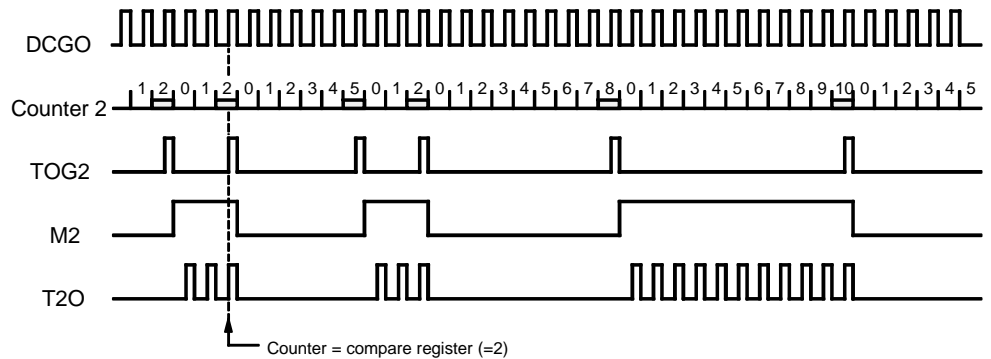 DCGO
Counter 2 1 2 0 1 2 0 1 2 3 4 5 0 1 2 0 1 2 3 4 5 6 7 8 0 1 2 3 4 5 6 7 8 9 10 0 1 2 3 4 5
TOG2
M2
T2O
Counter = compare register (=2)